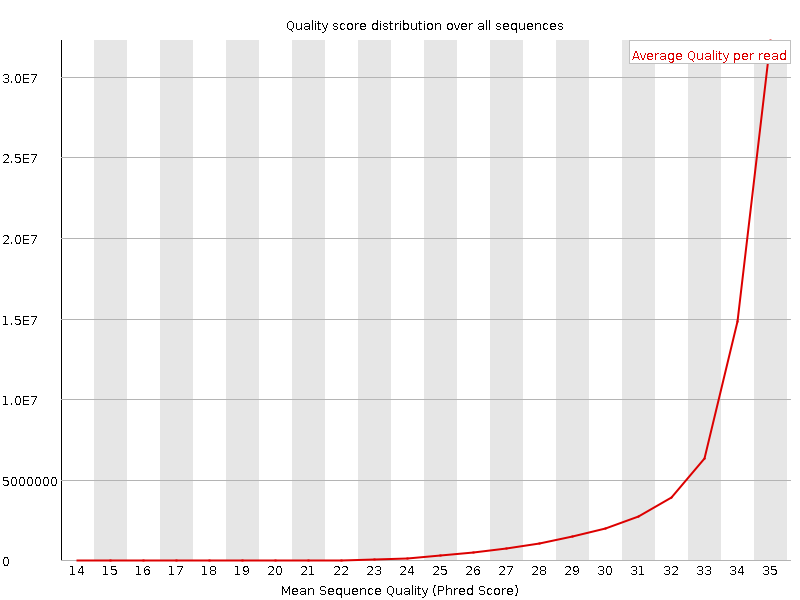 Quality score distribution over all sequences
Average Quality per read
3.0E7
2.5E7
2.0E7
1.5E7
1.0E7
5000000
0
14 15 16 17 18 19 20 21 22 23 24 25 26 27 28 29 30 31 32 33 34 35
Mean Sequence Quality (Phred Score)